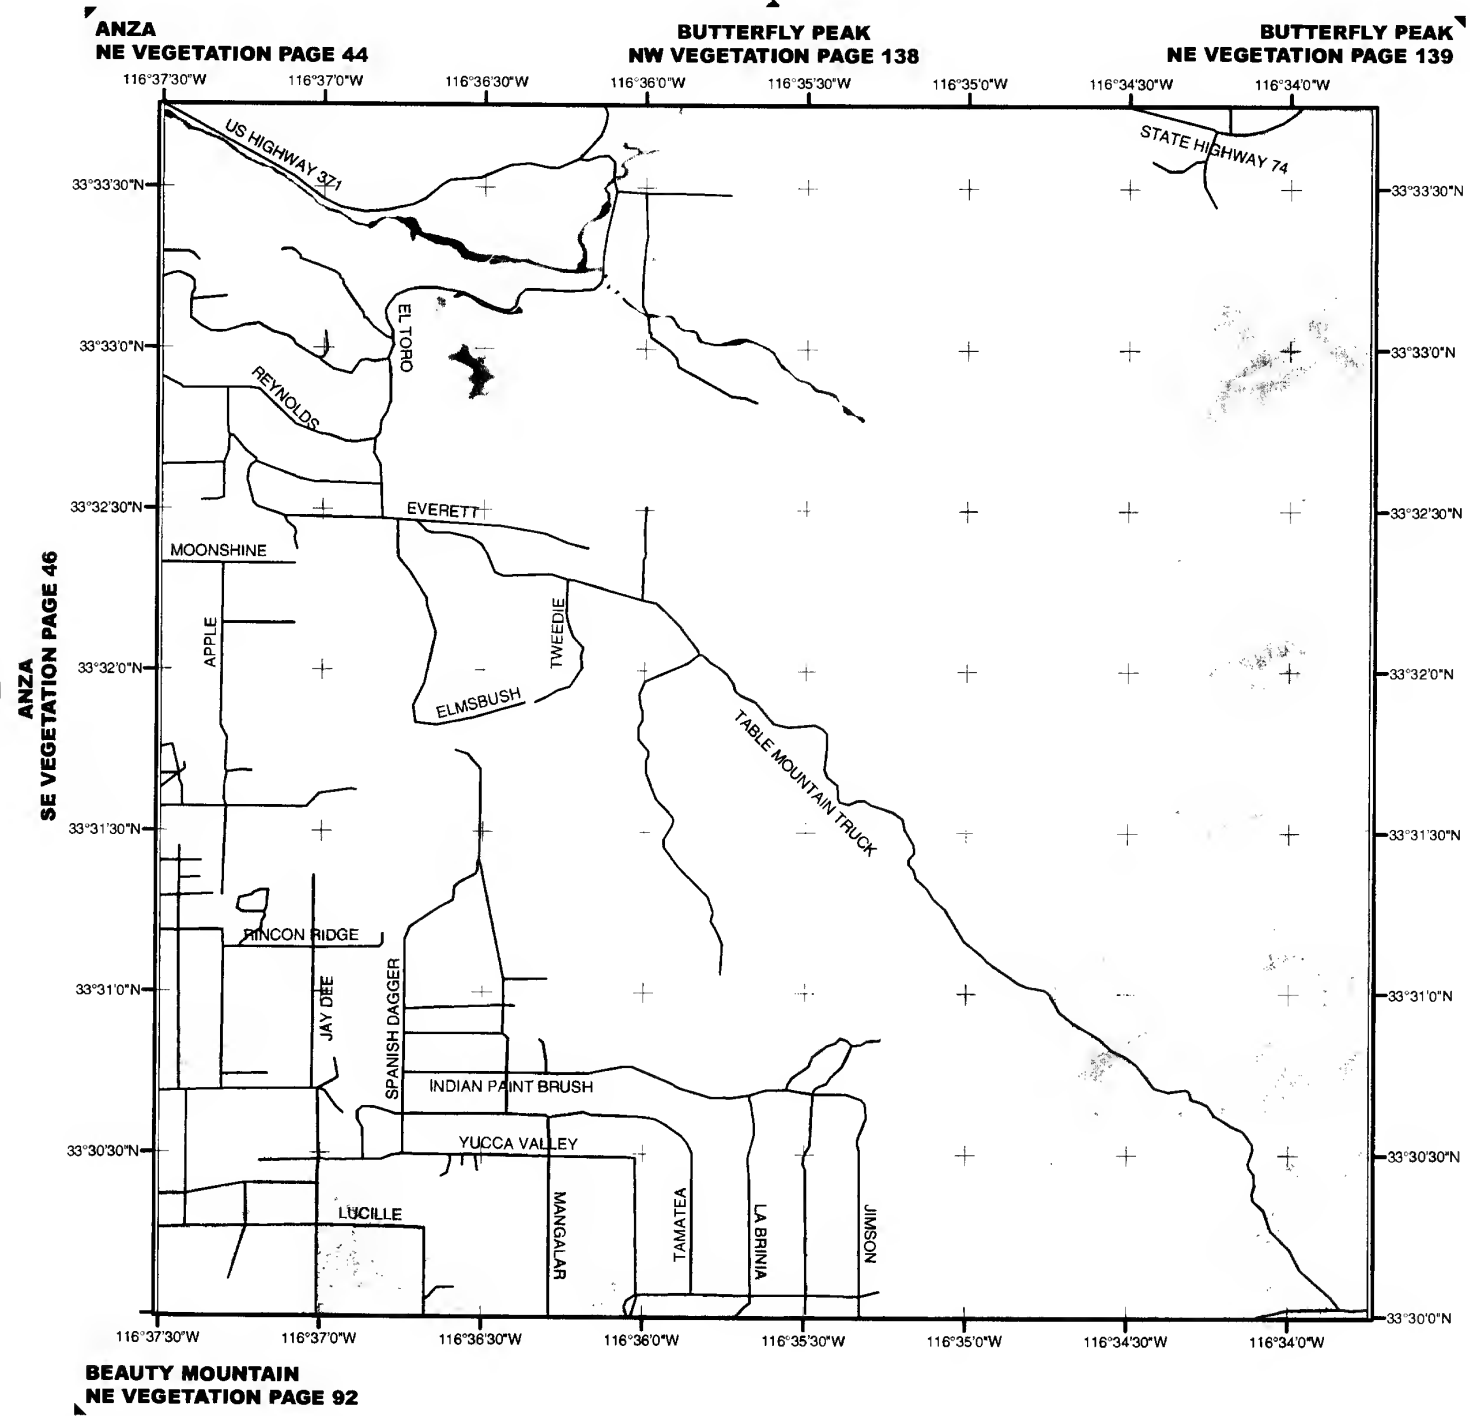 ANZA
NE VEGETATION PAGE 44
BUTTERFLY PEAK
NW VEGETATION PAGE 138
BUTTERFLY PEAK
NE VEGETATION PAGE 139
116°37'30"W
116°37'0"W
116°36'30"W
116°36'0"W
116°35'30"W
116°35'0"W
116°34'30"W
116°34'0"W
US HIGHWAY 371
STATE HIGHWAY 74
33°33'30"N
33°33'30"N
EL TORO
33°33'0"N
33°33'0"N
REYNOLDS
33°32'30"N
EVERETT
33°32'30"N
MOONSHINE
ANZA
SE VEGETATION PAGE 46
APPLE
TWEEDIE
33°32'0"N
33°32'0"N
ELMSBUSH
TABLE MOUNTAIN TRUCK
33°31'30"N
33°31'30"N
RINCON RIDGE
33°31'0"N
JAY DEE
SPANISH DAGGER
33°31'0"N
INDIAN PAINT BRUSH
33°30'30"N
YUCCA VALLEY
33°30'30"N
LUCILLE
MANGALAR
TAMATEA
LA BRINIA
JIMSON
33°30'0"N
116°37'30"W
116°37'0"W
116°36'30"W
116°36'0"W
116°35'30"W
116°35'0"W
116°34'30"W
116°34'0"W
BEAUTY MOUNTAIN
NE VEGETATION PAGE 92